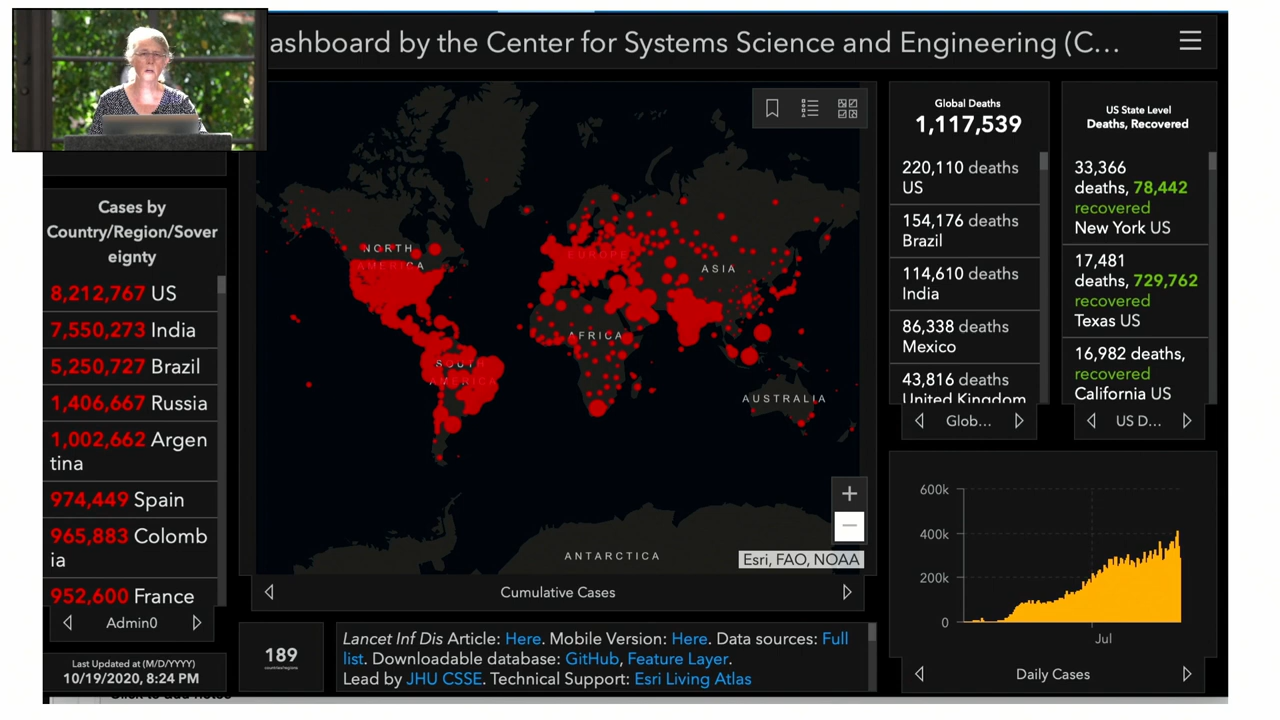 ashboard by the Center for Systems Science and Engineering (C...
Cases by
Country/Region/Sover
eignty
8,212,767 US
7,550,273 India
5,250,727 Brazil
1,406,667 Russia
1,002,662 Argen
tina
974,449 Spain
965,883 Colomb
ia
952,600 France
Admin0
Last Updated at (M/D/YYYY)
10/19/2020, 8:24 PM
NORTH
AMERICA
EUROPE
ASIA
AFRICA
SOUTH
AMERICA
AUSTRALIA
ANTARCTICA
Esri, FAO, NOAA
Cumulative Cases
189
countries/regions
Lancet Inf Dis Article: Here. Mobile Version: Here. Data sources: Full
list. Downloadable database: GitHub, Feature Layer.
Lead by JHU CSSE. Technical Support: Esri Living Atlas
Global Deaths
1,117,539
220,110 deaths
US
154,176 deaths
Brazil
114,610 deaths
India
86,338 deaths
Mexico
43,816 deaths
United Kingdom
Glob...
US State Level
Deaths, Recovered
33,366
deaths, 78,442
recovered
New York US
17,481
deaths, 729,762
recovered
Texas US
16,982 deaths,
recovered
California US
US D...
600k
400k
200k
0
Jul
Daily Cases